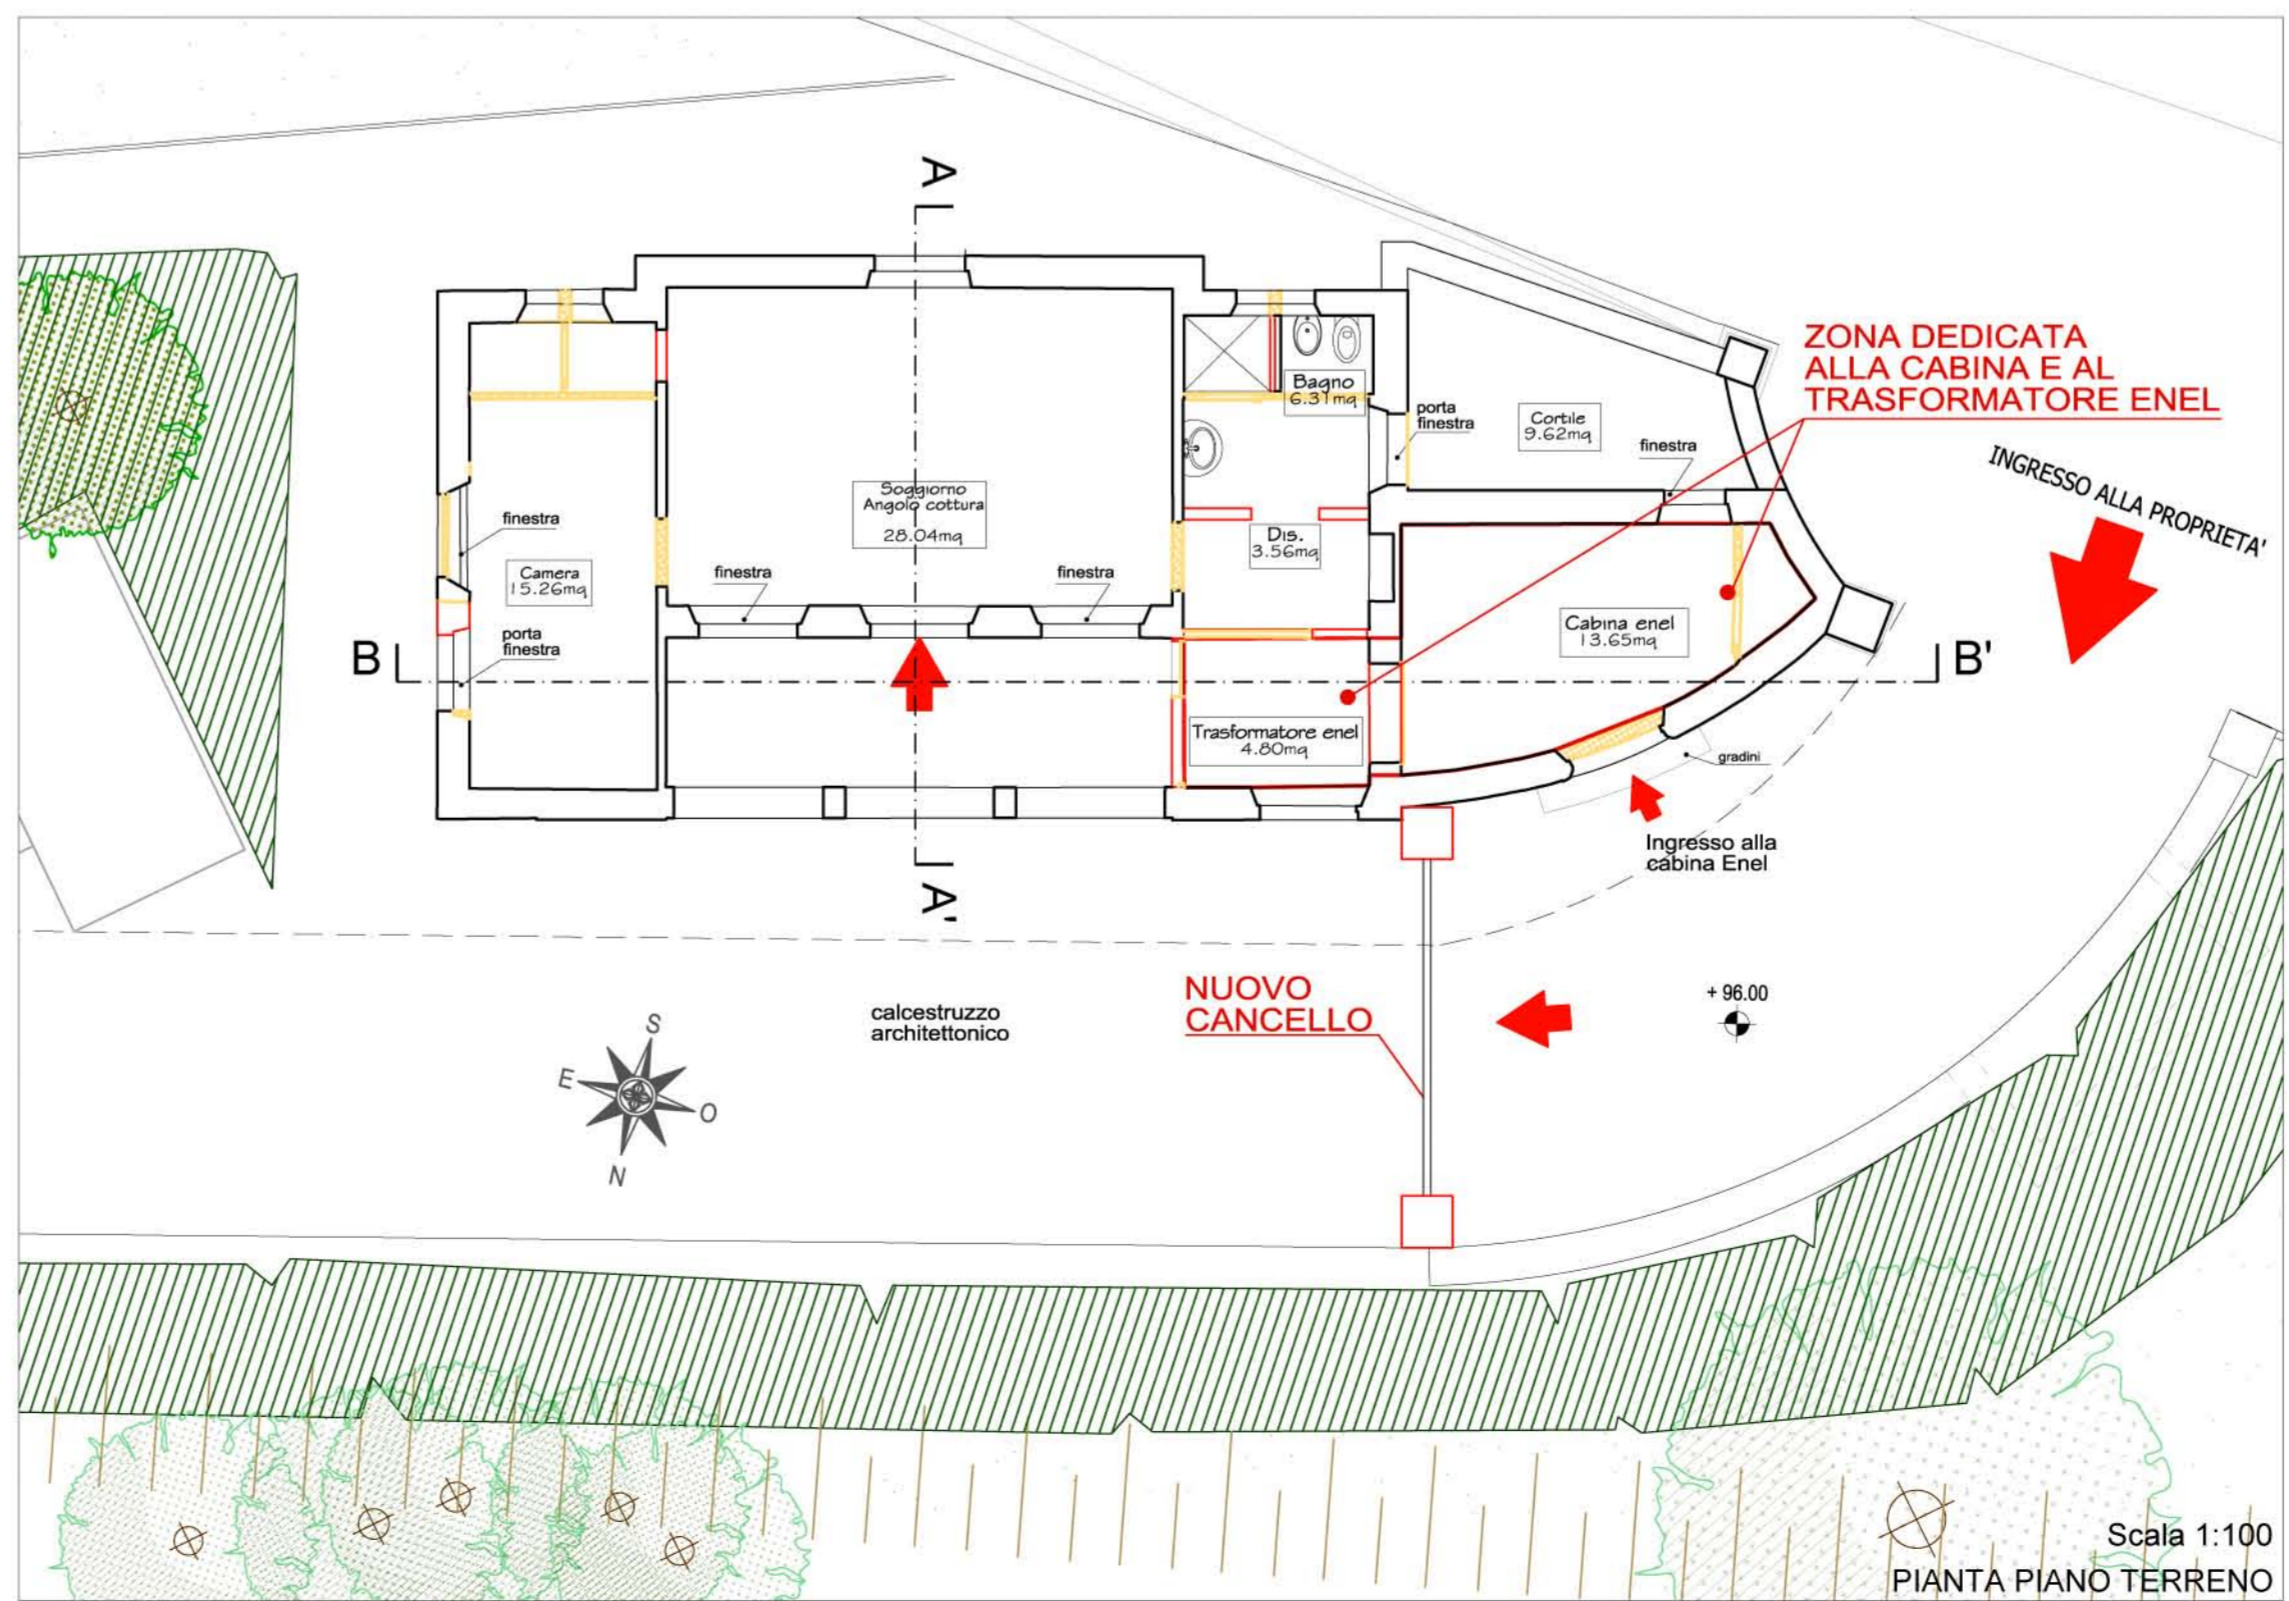 A
ZONA DEDICATA
ALLA CABINA E AL
TRASFORMATORE ENEL
INGRESSO ALLA PROPRIETA'
Bagno
6.31mq
porta
finestra
Cortile
9.62mq
finestra
Soggiorno
Angolo cottura
28.04mq
finestra
Dis.
3.56mq
Camera
15.26mq
finestra
finestra
Cabina enel
13.65mq
porta
finestra
B
B'
Trasformatore enel
4.80mq
gradini
Ingresso alla
cabina Enel
A'
NUOVO
CANCELLO
+ 96.00
calcestruzzo
architettonico
S
E
O
N
Scala 1:100
PIANTA PIANO TERRENO